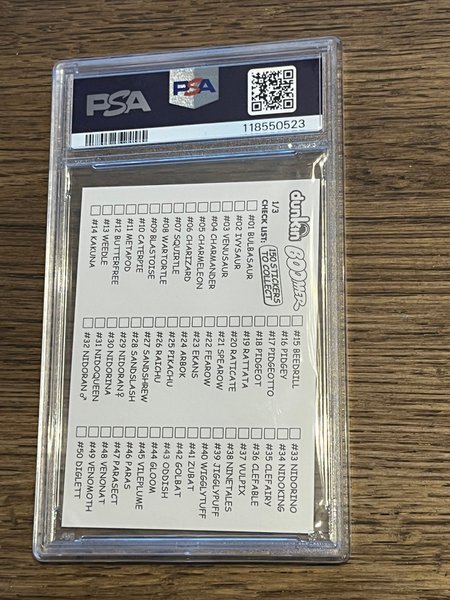 PSA
PSA
118550523
dunkin
BOOMER
1/3
CHECK LIST:
150 STICKERS
TO COLLECT
#01 BULBASAUR
#02 IVYSAUR
#03 VENUSAUR
#04 CHARMANDER
#05 CHARMELEON
#06 CHARIZARD
#07 SQUIRTLE
#08 WARTORTLE
#09 BLASTOISE
#10 CATERPIE
#11 METAPOD
#12 BUTTERFREE
#13 WEEDLE
#14 KAKUNA
#15 BEEDRILL
#16 PIDGEY
#17 PIDGEOTTO
#18 PIDGEOT
#19 RATTATA
#20 RATICATE
#21 SPEAROW
#22 FEAROW
#23 EKANS
#24 ARBOK
#25 PIKACHU
#26 RAICHU
#27 SANDSHREW
#28 SANDSLASH
#29 NIDORAN♀
#30 NIDORINA
#31 NIDOQUEEN
#32 NIDORAN♂
#33 NIDORINO
#34 NIDOKING
#35 CLEFAIRY
#36 CLEFABLE
#37 VULPIX
#38 NINETALES
#39 JIGGLYPUFF
#40 WIGGLYTUFF
#41 ZUBAT
#42 GOLBAT
#43 ODDISH
#44 GLOOM
#45 VILEPLUME
#46 PARAS
#47 PARASECT
#48 VENONAT
#49 VENOMOTH
#50 DIGLETT